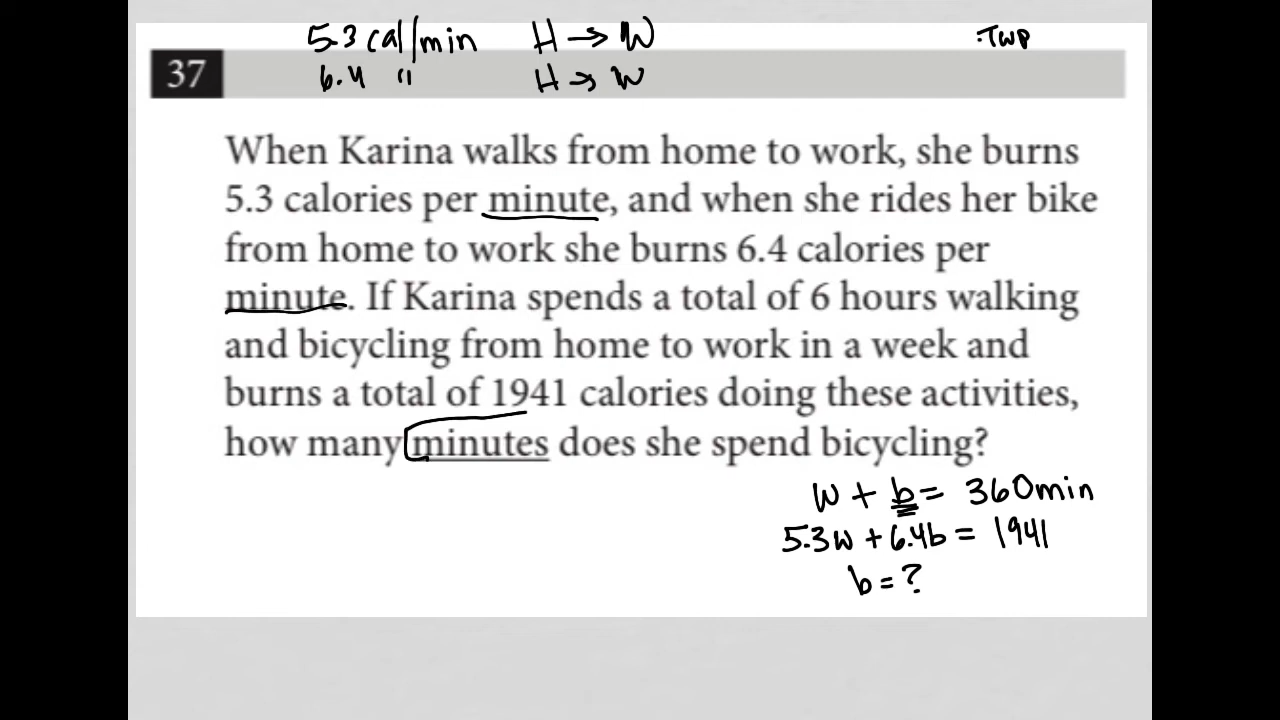 5.3 cal/min H → W
·TWP
37
6.4 " H → W
When Karina walks from home to work, she burns
5.3 calories per minute, and when she rides her bike
from home to work she burns 6.4 calories per
minute. If Karina spends a total of 6 hours walking
and bicycling from home to work in a week and
burns a total of 1941 calories doing these activities,
how many minutes does she spend bicycling?
W + b = 360min
5.3w + 6.4b = 1941
b = ?